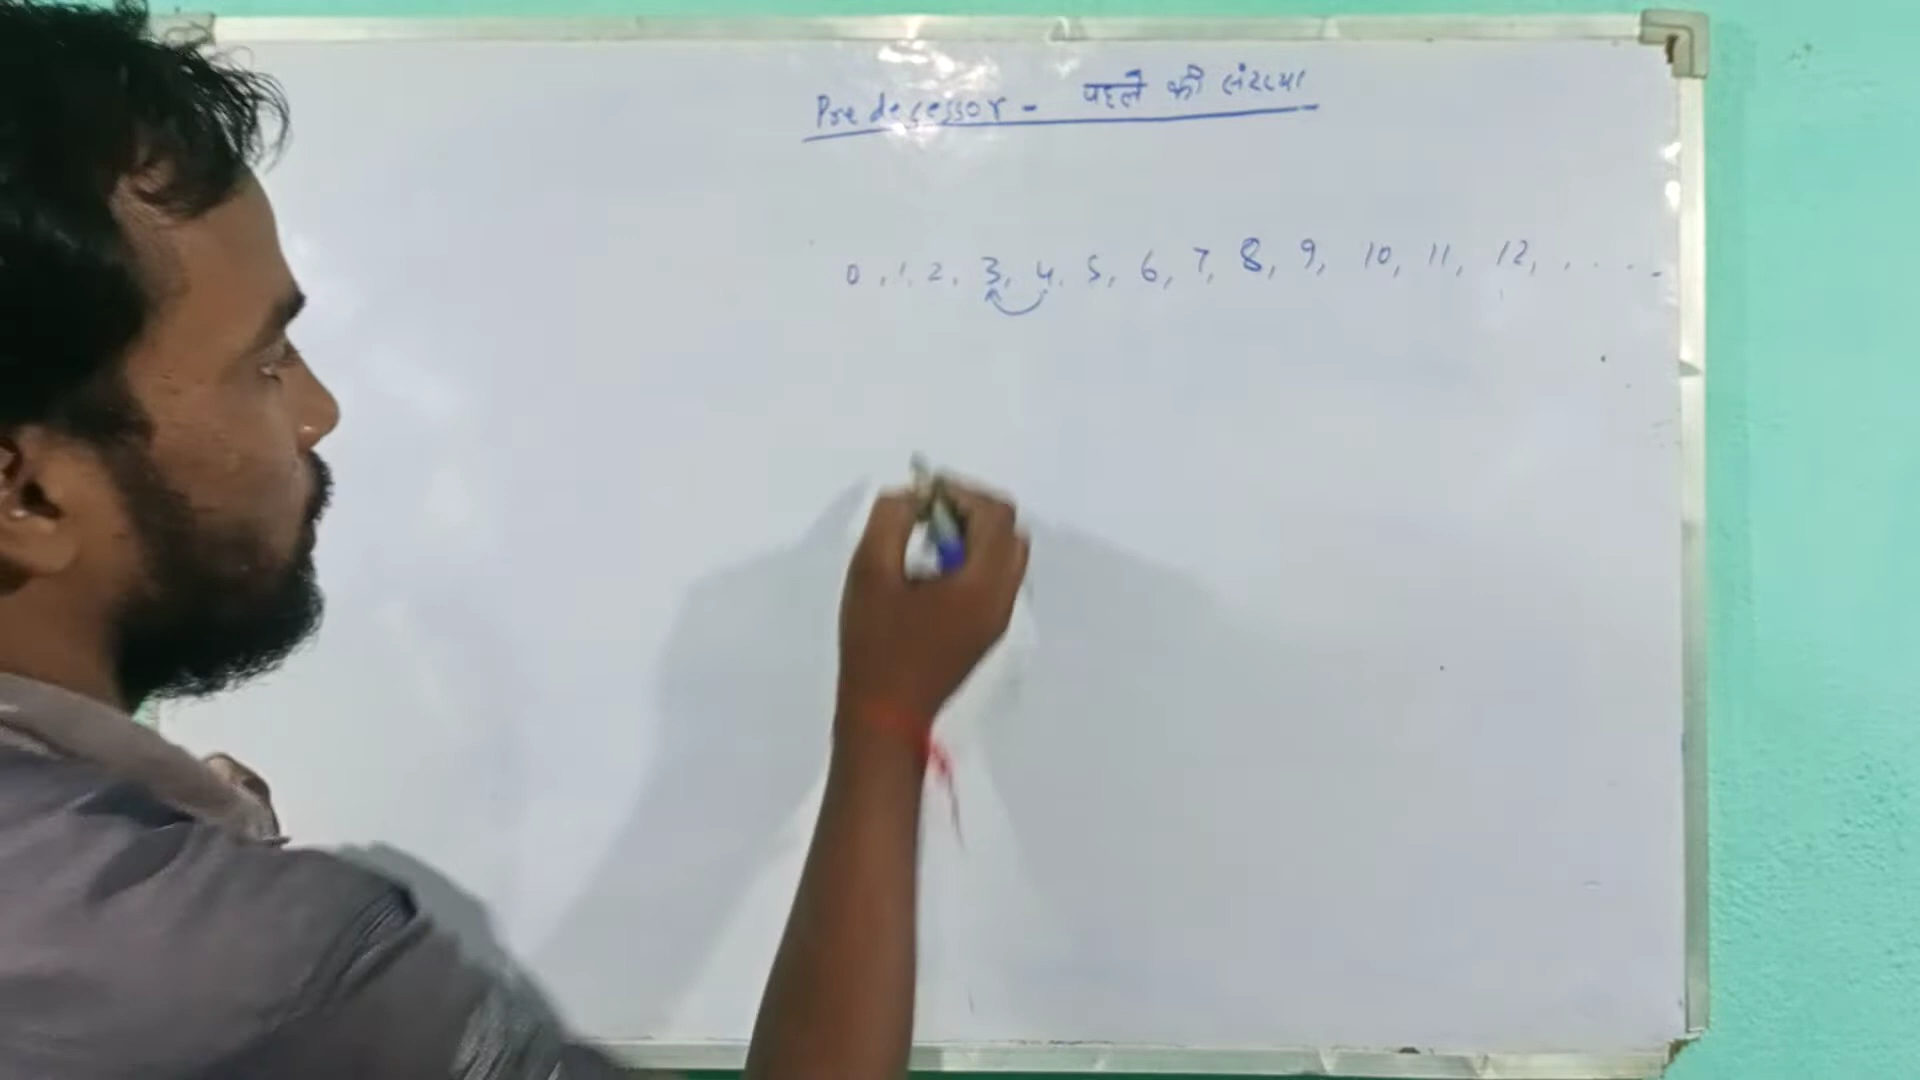 Predecessor - पहले की संख्या
0, 1, 2, 3, 4, 5, 6, 7, 8, 9, 10, 11, 12, . . . .